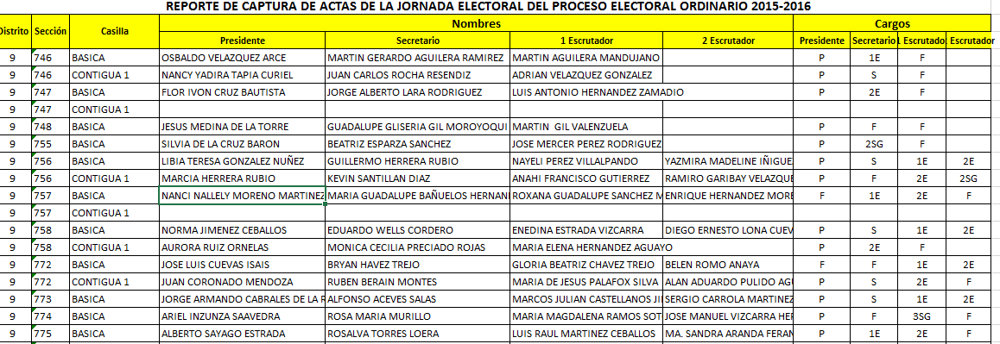 REPORTE DE CAPTURA DE ACTAS DE LA JORNADA ELECTORAL DEL PROCESO ELECTORAL ORDINARIO 2015-2016
Nombres Cargos
Distrito Sección Casilla Presidente Secretario 1 Escrutador 2 Escrutador Presidente Secretario 1 Escrutador Escrutador
9 746 BASICA OSBALDO VELAZQUEZ ARCE MARTIN GERARDO AGUILERA RAMIREZ MARTIN AGUILERA MANDUJANO P 1E F
9 746 CONTIGUA 1 NANCY YADIRA TAPIA CURIEL JUAN CARLOS ROCHA RESENDIZ ADRIAN VELAZQUEZ GONZALEZ P S F
9 747 BASICA FLOR IVON CRUZ BAUTISTA JORGE ALBERTO LARA RODRIGUEZ LUIS ANTONIO HERNANDEZ ZAMADIO P 2E F
9 747 CONTIGUA 1
9 748 BASICA JESUS MEDINA DE LA TORRE GUADALUPE GLISERIA GIL MOROYOQUI MARTIN GIL VALENZUELA P F F
9 755 BASICA SILVIA DE LA CRUZ BARON BEATRIZ ESPARZA SANCHEZ JOSE MERCER PEREZ RODRIGUEZ P 2SG F
9 756 BASICA LIBIA TERESA GONZALEZ NUÑEZ GUILLERMO HERRERA RUBIO NAYELI PEREZ VILLALPANDO YAZMIRA MADELINE IÑIGUE P S 1E 2E
9 756 CONTIGUA 1 MARCIA HERRERA RUBIO KEVIN SANTILLAN DIAZ ANAHI FRANCISCO GUTIERREZ RAMIRO GARIBAY VELAZQUE P F 2E 2SG
9 757 BASICA NANCI NALLELY MORENO MARTINEZ MARIA GUADALUPE BAÑUELOS HERNAN ROXANA GUADALUPE SANCHEZ M ENRIQUE HERNANDEZ MORE F 1E 2E F
9 757 CONTIGUA 1
9 758 BASICA NORMA JIMENEZ CEBALLOS EDUARDO WELLS CORDERO ENEDINA ESTRADA VIZCARRA DIEGO ERNESTO LONA CUEV P S 1E 2E
9 758 CONTIGUA 1 AURORA RUIZ ORNELAS MONICA CECILIA PRECIADO ROJAS MARIA ELENA HERNANDEZ AGUAYO P 2E F
9 772 BASICA JOSE LUIS CUEVAS ISAIS BRYAN HAVEZ TREJO GLORIA BEATRIZ CHAVEZ TREJO BELEN ROMO ANAYA F F 1E 2E
9 772 CONTIGUA 1 JUAN CORONADO MENDOZA RUBEN BERAIN MONTES MARIA DE JESUS PALAFOX SILVA ALAN ADUARDO PULIDO AGU P S 2E F
9 773 BASICA JORGE ARMANDO CABRALES DE LA R ALFONSO ACEVES SALAS MARCOS JULIAN CASTELLANOS JI SERGIO CARROLA MARTINEZ P S 1E 2E
9 774 BASICA ARIEL INZUNZA SAAVEDRA ROSA MARIA MURILLO MARIA MAGDALENA RAMOS SOT JOSE MANUEL VIZCARRA HER P F 3SG F
9 775 BASICA ALBERTO SAYAGO ESTRADA ROSALVA TORRES LOERA LUIS RAUL MARTINEZ CEBALLOS MA. SANDRA ARANDA FERAN P 1E 2E F